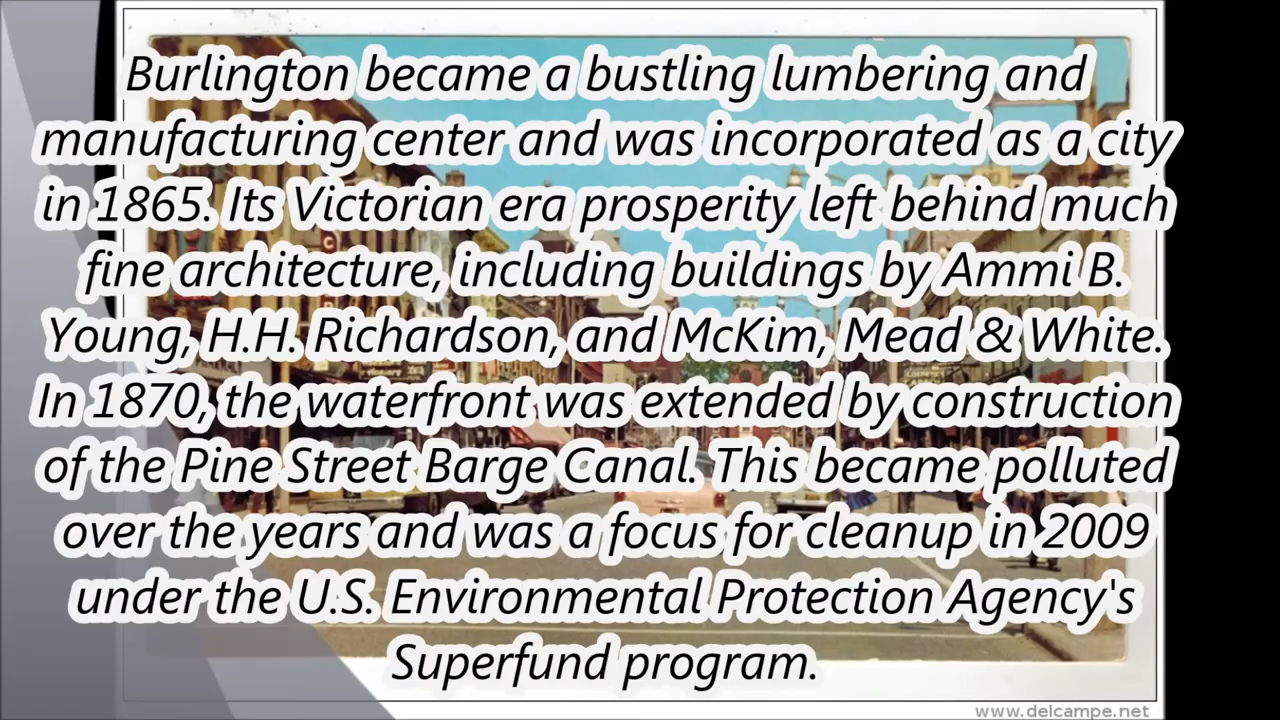 Burlington became a bustling lumbering and
manufacturing center and was incorporated as a city
in 1865. Its Victorian era prosperity left behind much
fine architecture, including buildings by Ammi B.
Young, H.H. Richardson, and McKim, Mead & White.
In 1870, the waterfront was extended by construction
of the Pine Street Barge Canal. This became polluted
over the years and was a focus for cleanup in 2009
under the U.S. Environmental Protection Agency's
Superfund program.
www.delcampe.net